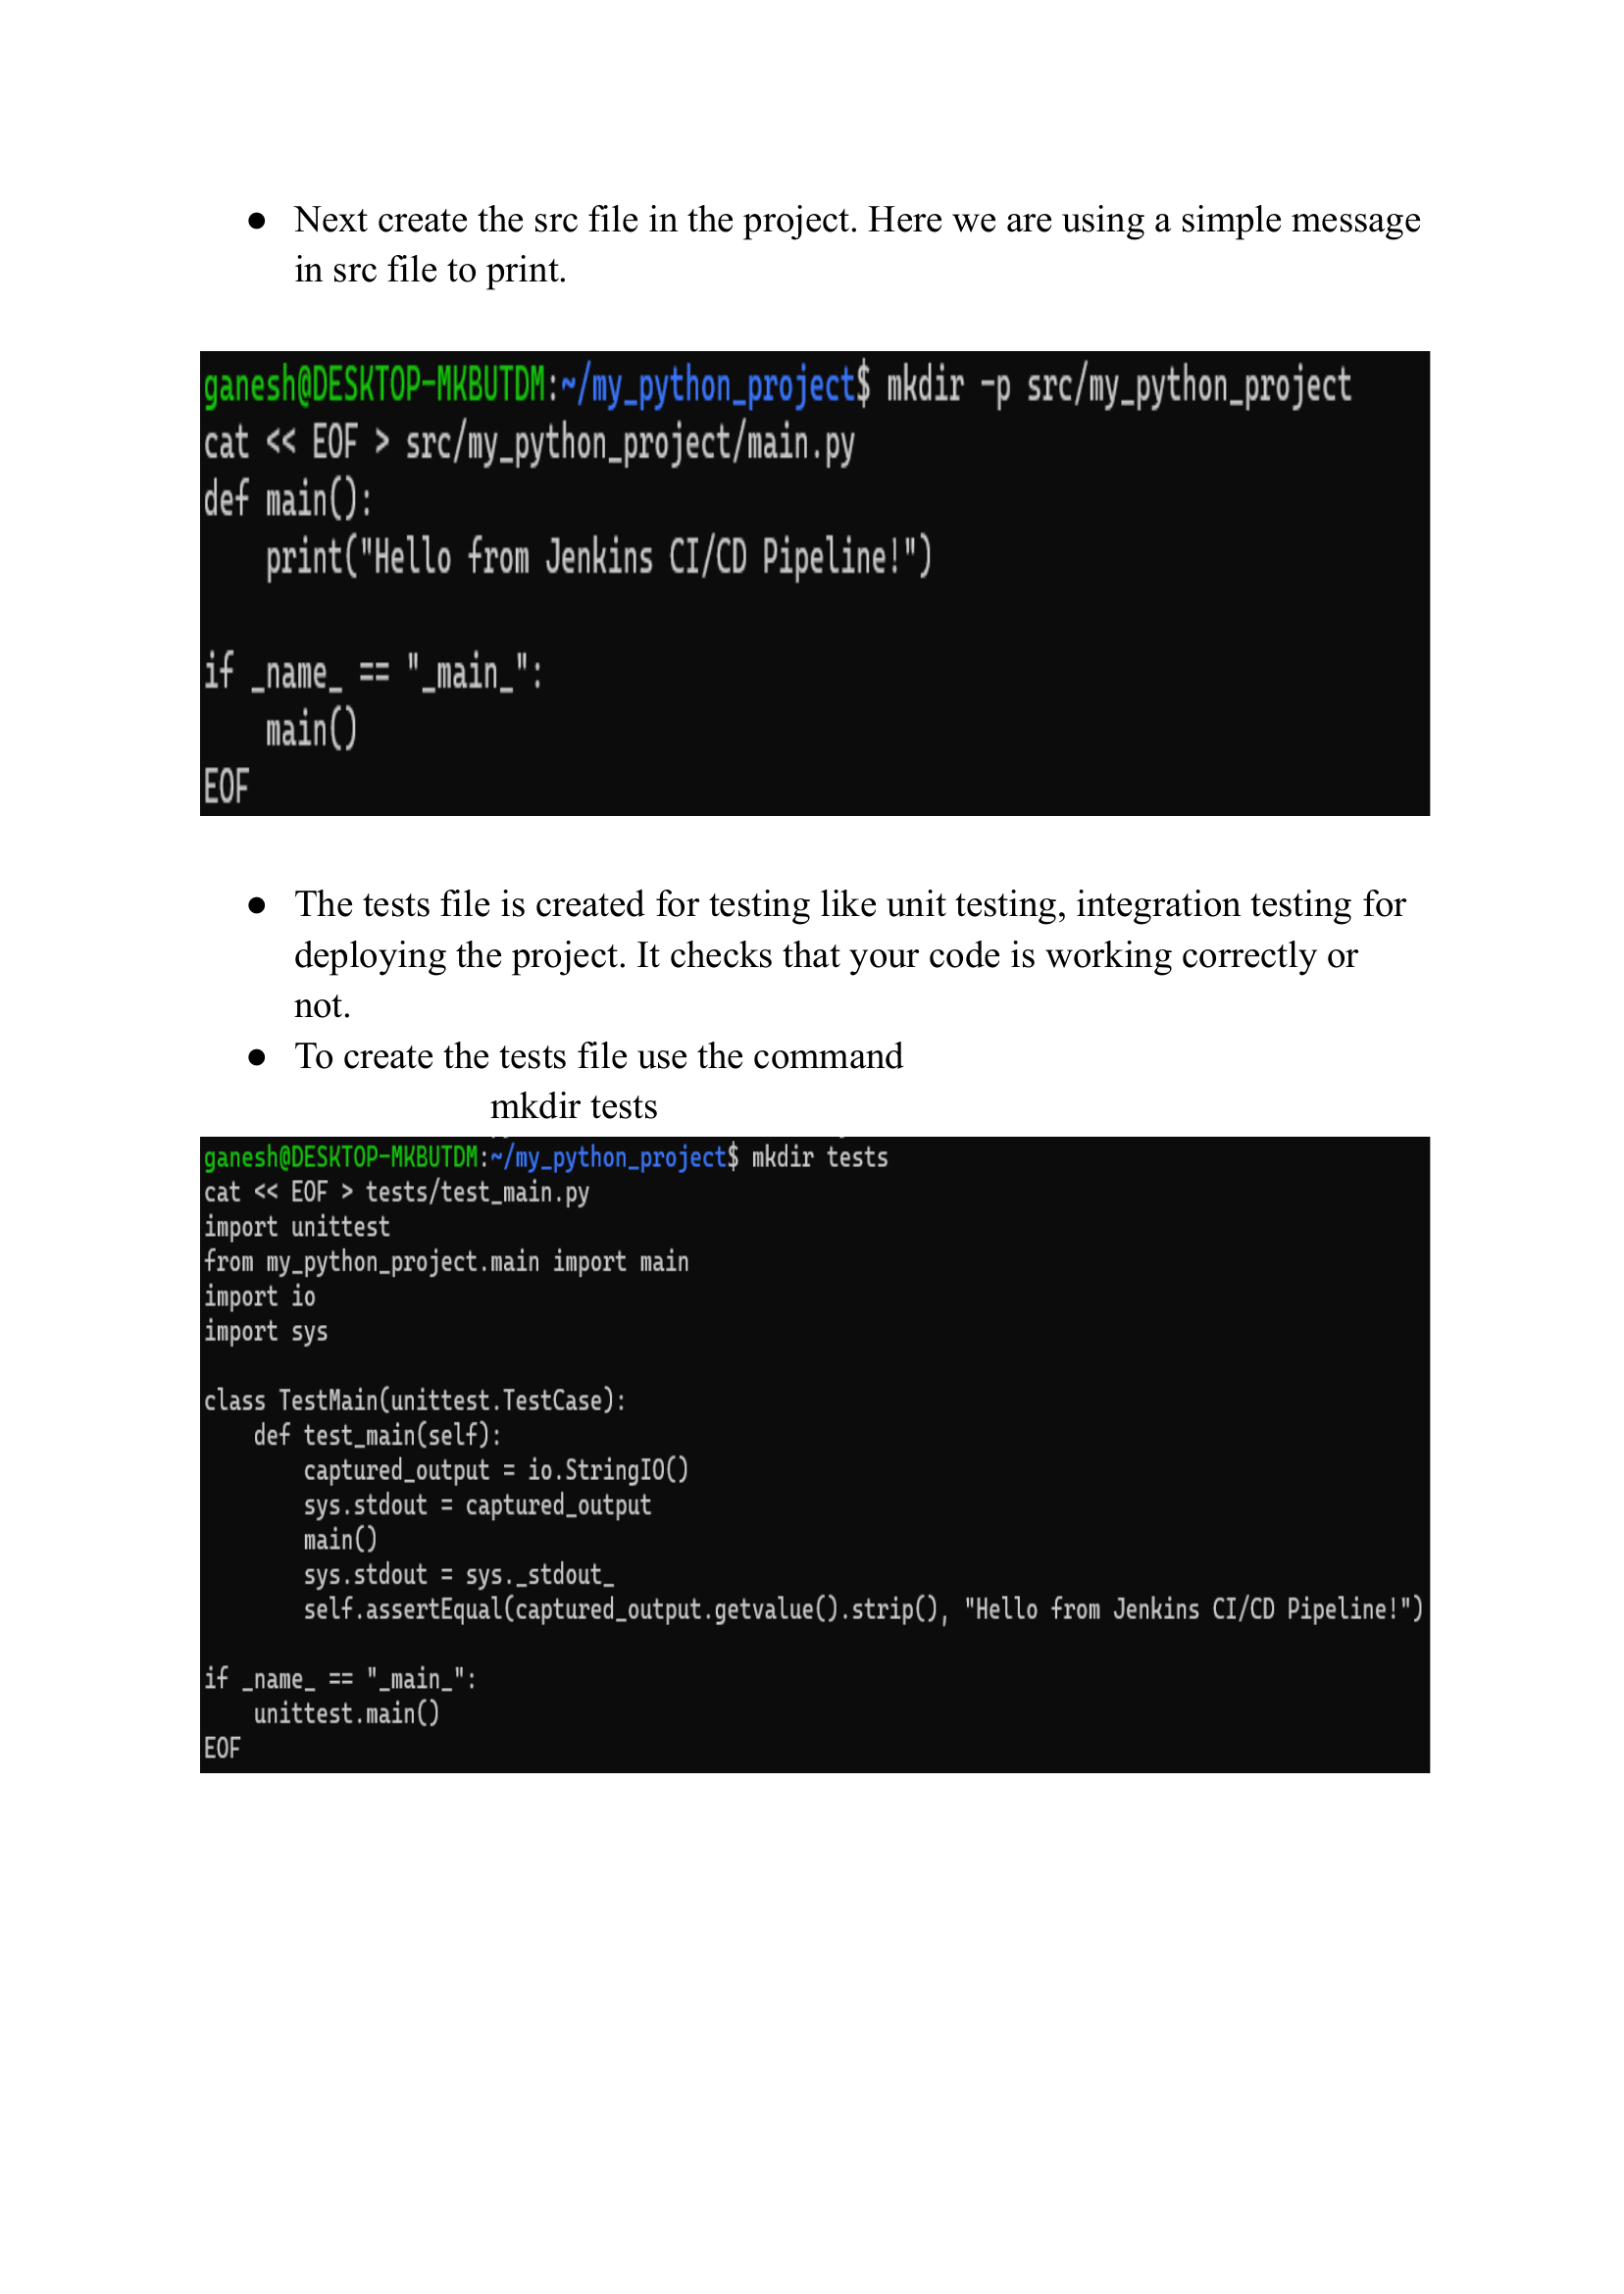 ● Next create the src file in the project. Here we are using a simple message
in src file to print.
ganesh@DESKTOP-MKBUTDM:~/my_python_project$ mkdir -p src/my_python_project
cat << EOF > src/my_python_project/main.py
def main():
    print("Hello from Jenkins CI/CD Pipeline!")

if _name_ == "_main_":
    main()
EOF
● The tests file is created for testing like unit testing, integration testing for
deploying the project. It checks that your code is working correctly or
not.
● To create the tests file use the command
mkdir tests
ganesh@DESKTOP-MKBUTDM:~/my_python_project$ mkdir tests
cat << EOF > tests/test_main.py
import unittest
from my_python_project.main import main
import io
import sys

class TestMain(unittest.TestCase):
    def test_main(self):
        captured_output = io.StringIO()
        sys.stdout = captured_output
        main()
        sys.stdout = sys._stdout_
        self.assertEqual(captured_output.getvalue().strip(), "Hello from Jenkins CI/CD Pipeline!")

if _name_ == "_main_":
    unittest.main()
EOF